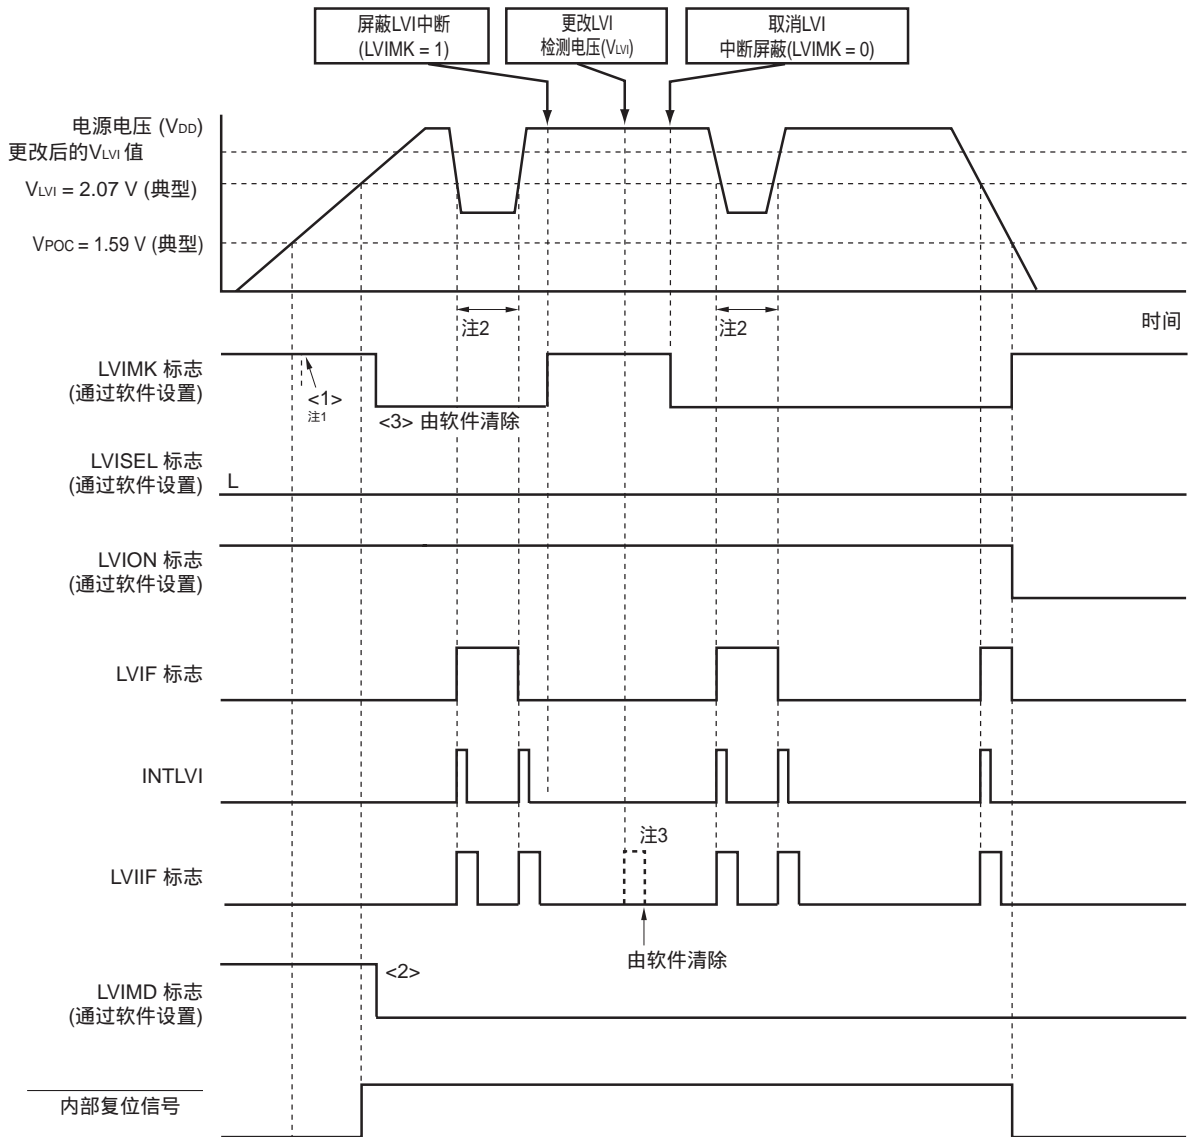 屏蔽LVI中断
(LVIMK = 1)
更改LVI
检测电压(VLVI)
取消LVI
中断屏蔽(LVIMK = 0)
电源电压 (VDD)
更改后的VLVI 值
VLVI = 2.07 V (典型)
VPOC = 1.59 V (典型)
时间
注2
注2
LVIMK 标志
(通过软件设置)
<1>
注1
<3> 由软件清除
LVISEL 标志
(通过软件设置)
L
LVION 标志
(通过软件设置)
LVIF 标志
INTLVI
注3
LVIIF 标志
由软件清除
<2>
LVIMD 标志
(通过软件设置)
内部复位信号